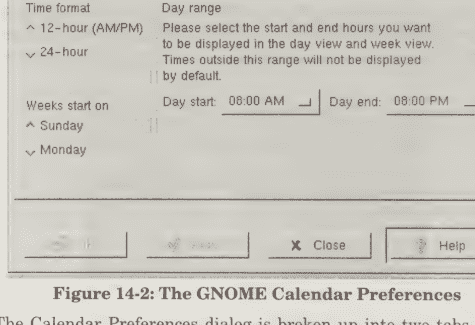 Time format
12-hour (AM/PM)
24-hour
Weeks start on
Sunday
Monday
Day range
Please select the start and end hours you want
to be displayed in the day view and week view.
Times outside this range will not be displayed
by default.
Day start: 08:00 AM Day end: 08:00 PM
X Close Help
Figure 14-2: The GNOME Calendar Preferences
The Calendar Preferences dialog is broken up into two tabs